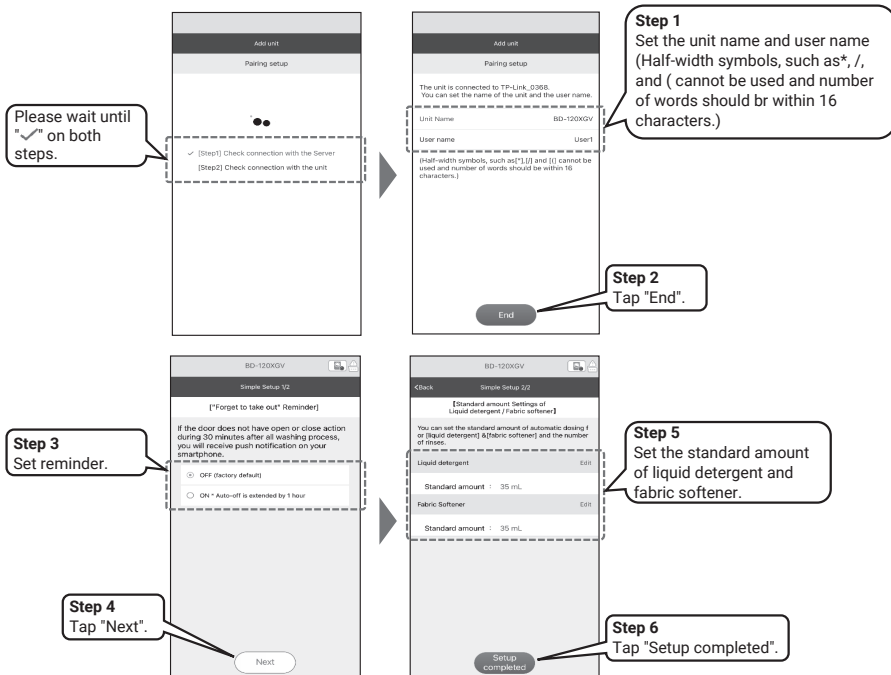 Add unit
Pairing setup
Please wait until
"✓" on both
steps.
✓ [Step1] Check connection with the Server
[Step2] Check connection with the unit
Add unit
Pairing setup
The unit is connected to TP-Link_0368.
You can set the name of the unit and the user name.
Unit Name BD-120XGV
User name User1
(Half-width symbols, such as[*],[/] and [(] cannot be
used and number of words should be within 16
characters.)
End
Step 1
Set the unit name and user name
(Half-width symbols, such as*, /,
and ( cannot be used and number
of words should br within 16
characters.)
Step 2
Tap "End".
BD-120XGV
Simple Setup 1/2
["Forget to take out" Reminder]
If the door does not have open or close action
during 30 minutes after all washing process,
you will receive push notification on your
smartphone.
OFF (factory default)
ON * Auto-off is extended by 1 hour
Next
Step 3
Set reminder.
Step 4
Tap "Next".
BD-120XGV
<Back Simple Setup 2/2
【Standard amount Settings of
Liquid detergent / Fabric softener】
You can set the standard amount of automatic dosing f
or [liquid detergent] &[fabric softener] and the number
of rinses.
Liquid detergent Edit
Standard amount : 35 mL
Fabric Softener Edit
Standard amount : 35 mL
Setup
completed
Step 5
Set the standard amount
of liquid detergent and
fabric softener.
Step 6
Tap "Setup completed".